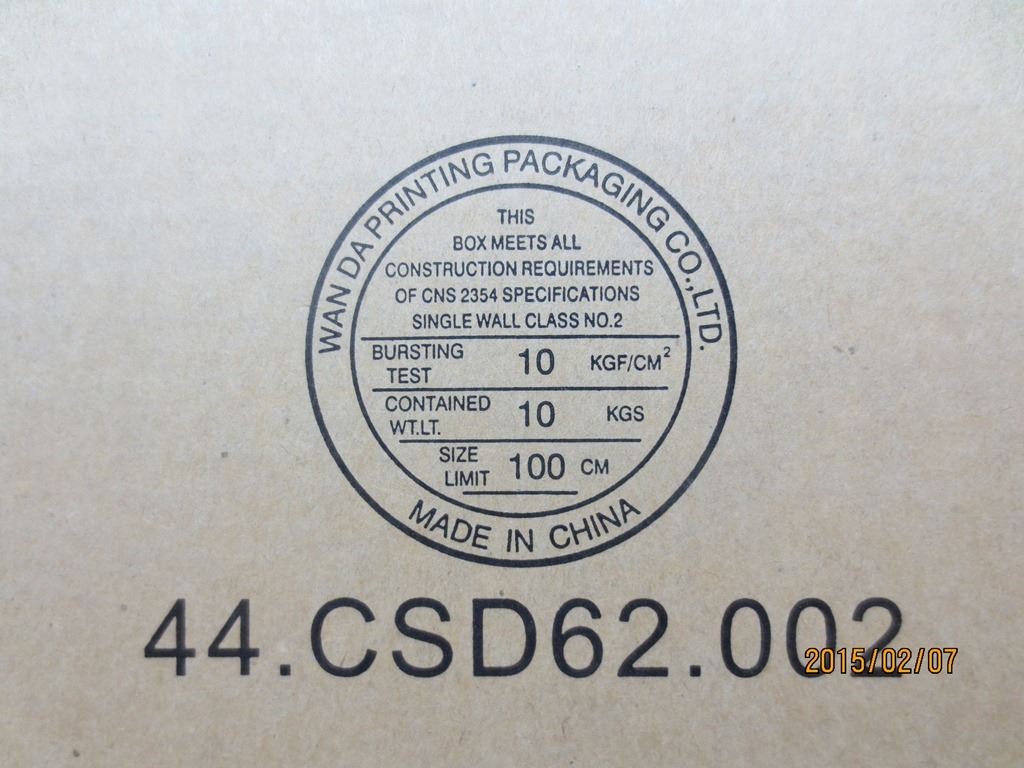 WAN DA PRINTING PACKAGING CO.,LTD.
THIS
BOX MEETS ALL
CONSTRUCTION REQUIREMENTS
OF CNS 2354 SPECIFICATIONS
SINGLE WALL CLASS NO.2
BURSTING
TEST 10 KGF/CM²
CONTAINED
WT.LT. 10 KGS
SIZE
LIMIT 100 CM
MADE IN CHINA
44.CSD62.002
2015/02/07